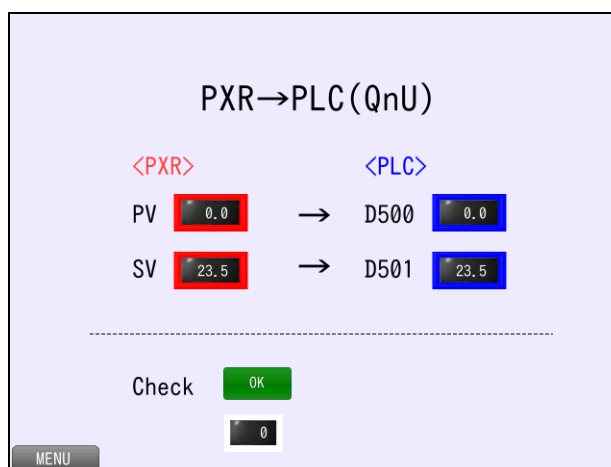 PXR→PLC(QnU)
<PXR> <PLC>
PV 0.0 → D500 0.0
SV 23.5 → D501 23.5
Check OK
0
MENU